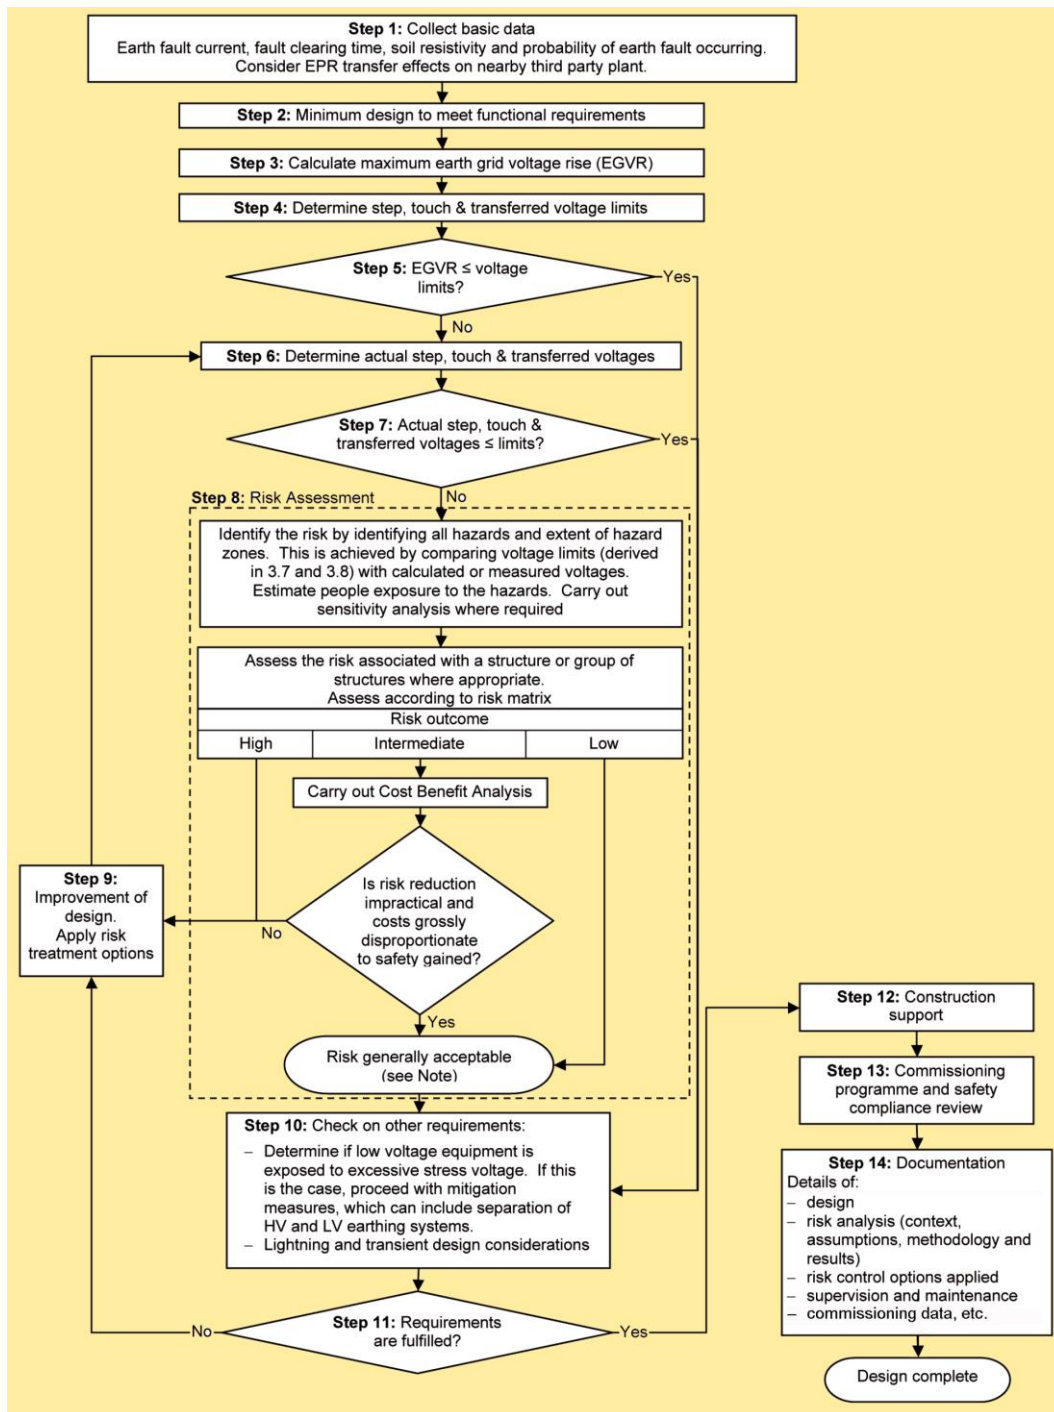 Step 1: Collect basic data
Earth fault current, fault clearing time, soil resistivity and probability of earth fault occurring.
Consider EPR transfer effects on nearby third party plant.
Step 2: Minimum design to meet functional requirements
Step 3: Calculate maximum earth grid voltage rise (EGVR)
Step 4: Determine step, touch & transferred voltage limits
Step 5: EGVR ≤ voltage
limits?
Yes
No
Step 6: Determine actual step, touch & transferred voltages
Step 7: Actual step, touch &
transferred voltages ≤ limits?
Yes
No
Step 8: Risk Assessment
Identify the risk by identifying all hazards and extent of hazard
zones. This is achieved by comparing voltage limits (derived
in 3.7 and 3.8) with calculated or measured voltages.
Estimate people exposure to the hazards. Carry out
sensitivity analysis where required
Assess the risk associated with a structure or group of
structures where appropriate.
Assess according to risk matrix
Risk outcome
High
Intermediate
Low
Carry out Cost Benefit Analysis
Is risk reduction
impractical and
costs grossly
disproportionate
to safety gained?
No
Yes
Step 9:
Improvement of
design.
Apply risk
treatment options
Risk generally acceptable
(see Note)
Step 10: Check on other requirements:
– Determine if low voltage equipment is
exposed to excessive stress voltage. If this
is the case, proceed with mitigation
measures, which can include separation of
HV and LV earthing systems.
– Lightning and transient design considerations
Step 11: Requirements
are fulfilled?
No
Yes
Step 12: Construction
support
Step 13: Commissioning
programme and safety
compliance review
Step 14: Documentation
Details of:
– design
– risk analysis (context,
assumptions, methodology and
results)
– risk control options applied
– supervision and maintenance
– commissioning data, etc.
Design complete